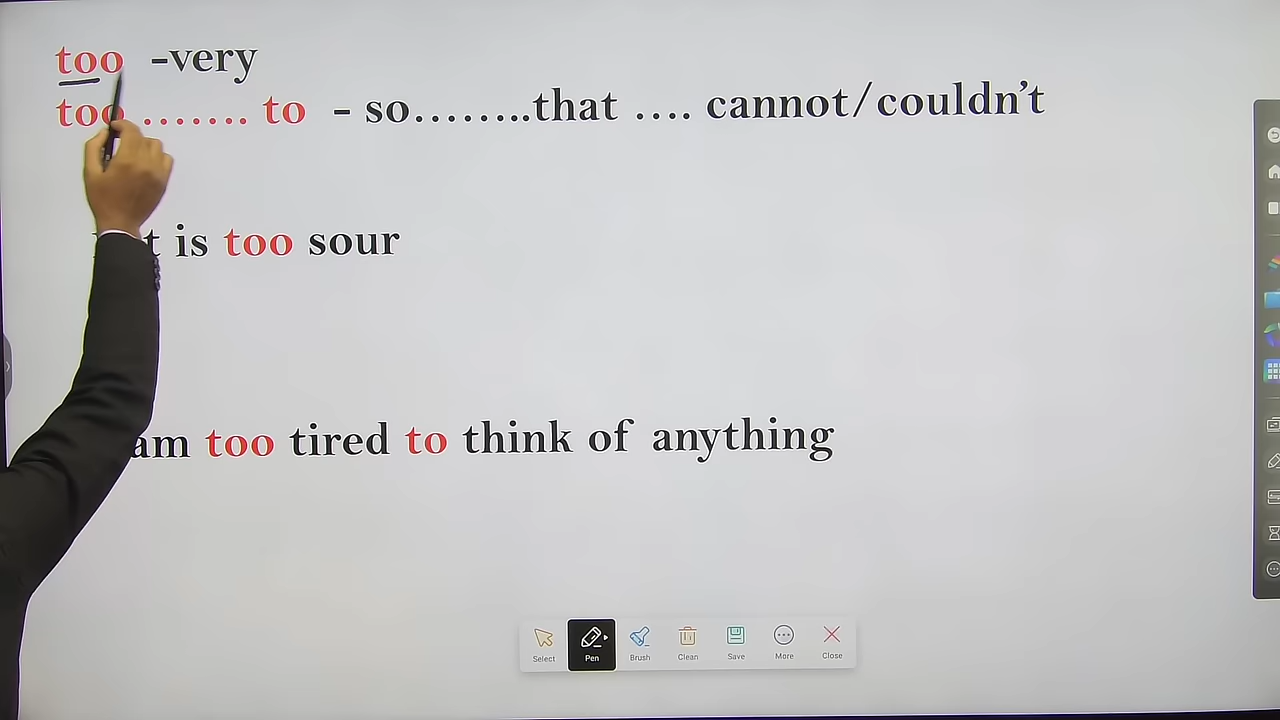 too -very
too ....... to - so........that .... cannot/couldn't
is too sour
am too tired to think of anything
Select Pen Brush Clean Save More Close